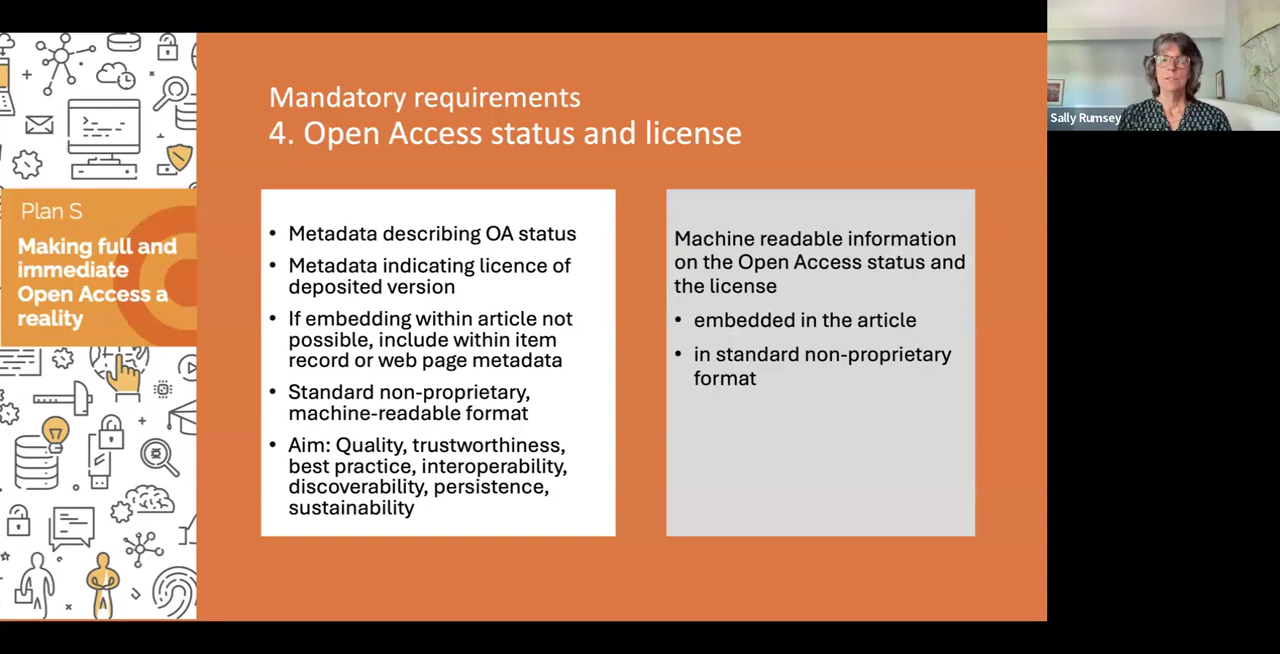 Mandatory requirements
4. Open Access status and license
Plan S
Making full and
immediate
Open Access a
reality
• Metadata describing OA status
• Metadata indicating licence of
deposited version
• If embedding within article not
possible, include within item
record or web page metadata
• Standard non-proprietary,
machine-readable format
• Aim: Quality, trustworthiness,
best practice, interoperability,
discoverability, persistence,
sustainability
Machine readable information
on the Open Access status and
the license
• embedded in the article
• in standard non-proprietary
format
Sally Rumsey